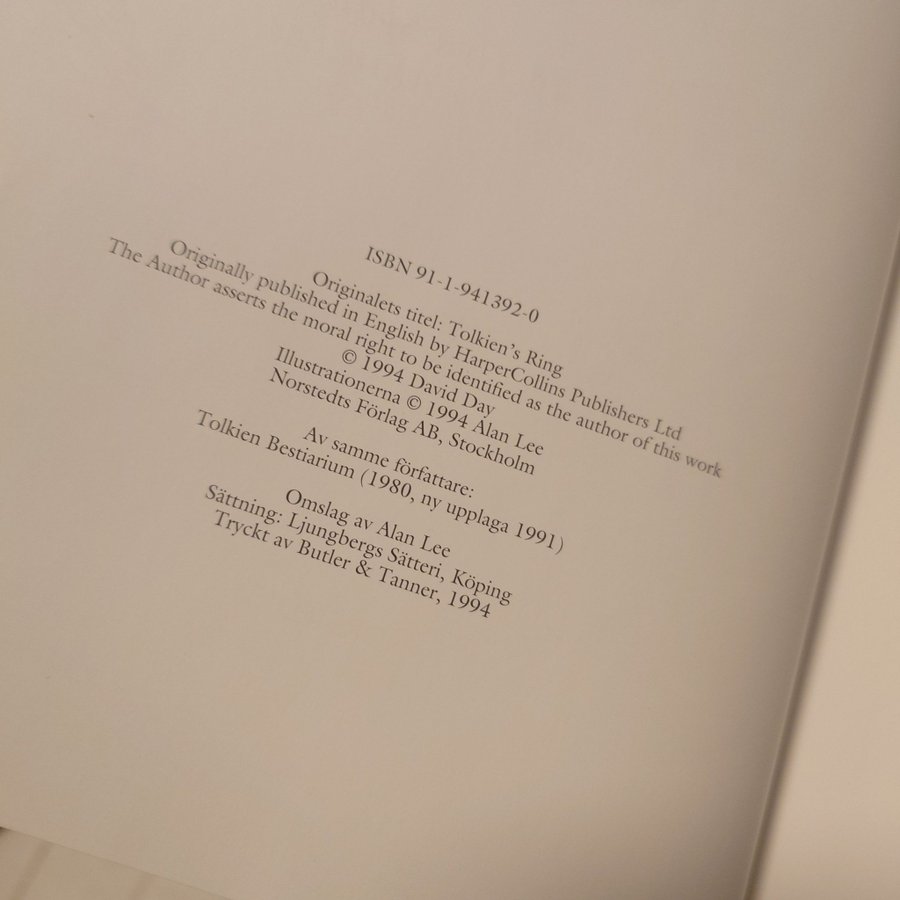 ISBN 91-1-941392-0
Originalets titel: Tolkien's Ring
Originally published in English by HarperCollins Publishers Ltd
The Author asserts the moral right to be identified as the author of this work
© 1994 David Day
Illustrationerna © 1994 Alan Lee
Norstedts Förlag AB, Stockholm
Av samme författare:
Tolkien Bestiarium (1980, ny upplaga 1991)
Omslag av Alan Lee
Sättning: Ljungbergs Sätteri, Köping
Tryckt av Butler & Tanner, 1994